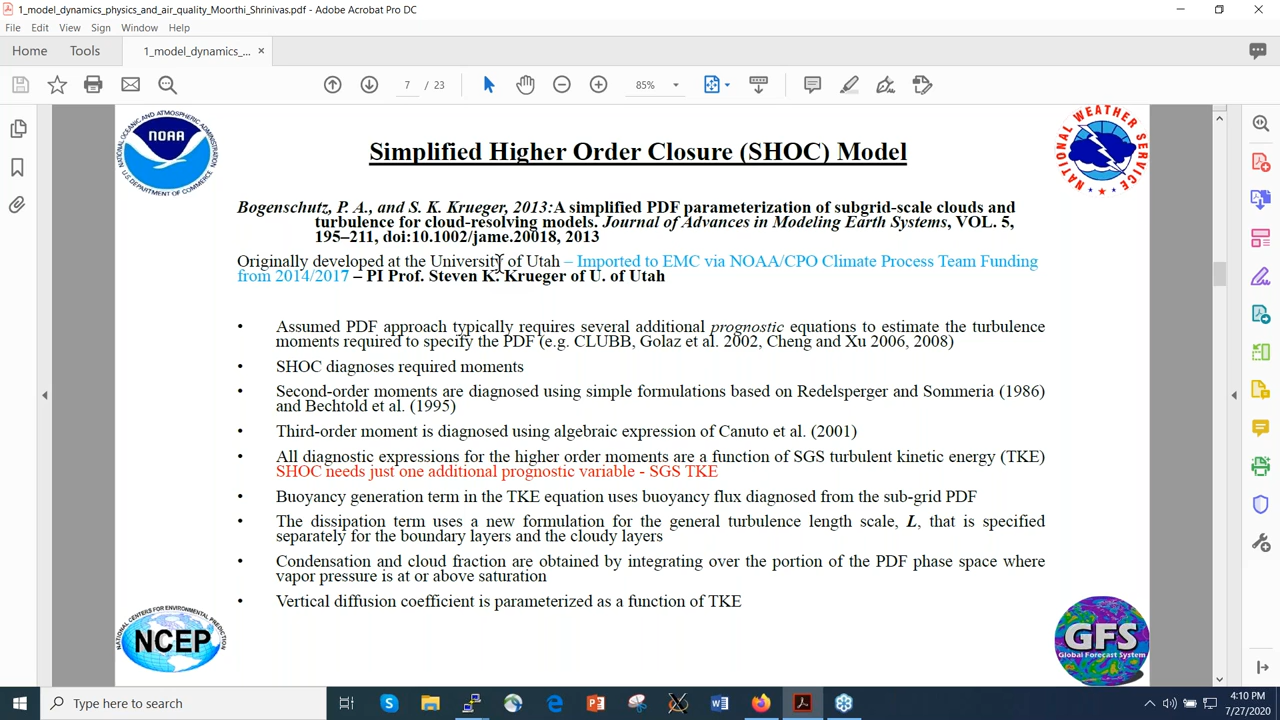 1_model_dynamics_physics_and_air_quality_Moorthi_Shrinivas.pdf - Adobe Acrobat Pro DC
File Edit View Sign Window Help
Home Tools 1_model_dynamics_... ×
7 / 23 85%
NATIONAL OCEANIC AND ATMOSPHERIC ADMINISTRATION
NOAA
U.S. DEPARTMENT OF COMMERCE
NATIONAL WEATHER SERVICE
Simplified Higher Order Closure (SHOC) Model
Bogenschutz, P. A., and S. K. Krueger, 2013:A simplified PDF parameterization of subgrid-scale clouds and
turbulence for cloud-resolving models. Journal of Advances in Modeling Earth Systems, VOL. 5,
195–211, doi:10.1002/jame.20018, 2013
Originally developed at the University of Utah – Imported to EMC via NOAA/CPO Climate Process Team Funding
from 2014/2017 – PI Prof. Steven K. Krueger of U. of Utah
• Assumed PDF approach typically requires several additional prognostic equations to estimate the turbulence
moments required to specify the PDF (e.g. CLUBB, Golaz et al. 2002, Cheng and Xu 2006, 2008)
• SHOC diagnoses required moments
• Second-order moments are diagnosed using simple formulations based on Redelsperger and Sommeria (1986)
and Bechtold et al. (1995)
• Third-order moment is diagnosed using algebraic expression of Canuto et al. (2001)
• All diagnostic expressions for the higher order moments are a function of SGS turbulent kinetic energy (TKE)
SHOC needs just one additional prognostic variable - SGS TKE
• Buoyancy generation term in the TKE equation uses buoyancy flux diagnosed from the sub-grid PDF
• The dissipation term uses a new formulation for the general turbulence length scale, L, that is specified
separately for the boundary layers and the cloudy layers
• Condensation and cloud fraction are obtained by integrating over the portion of the PDF phase space where
vapor pressure is at or above saturation
• Vertical diffusion coefficient is parameterized as a function of TKE
NATIONAL CENTERS FOR ENVIRONMENTAL PREDICTION
NCEP
GFS
Global Forecast System
Type here to search
4:10 PM
7/27/2020